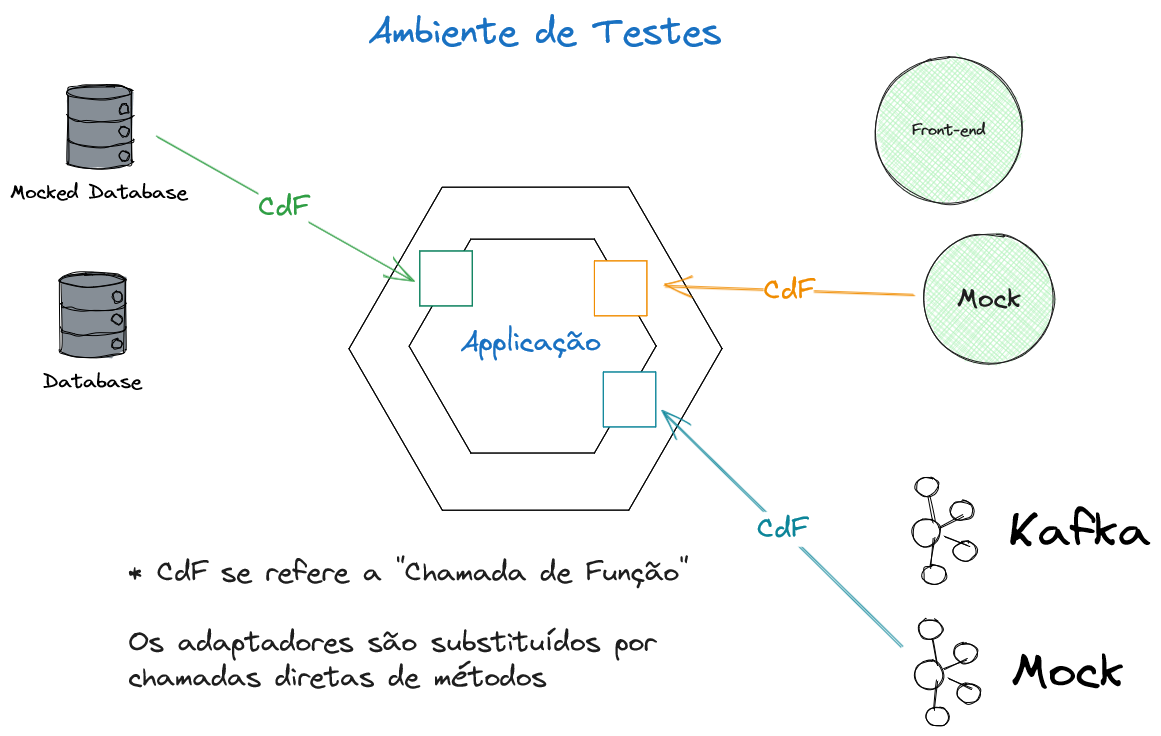 Ambiente de Testes
Front-end
Mocked Database
CdF
CdF
Mock
Applicação
Database
CdF
Kafka
* CdF se refere a "Chamada de Função"
Os adaptadores são substituídos por
chamadas diretas de métodos
Mock